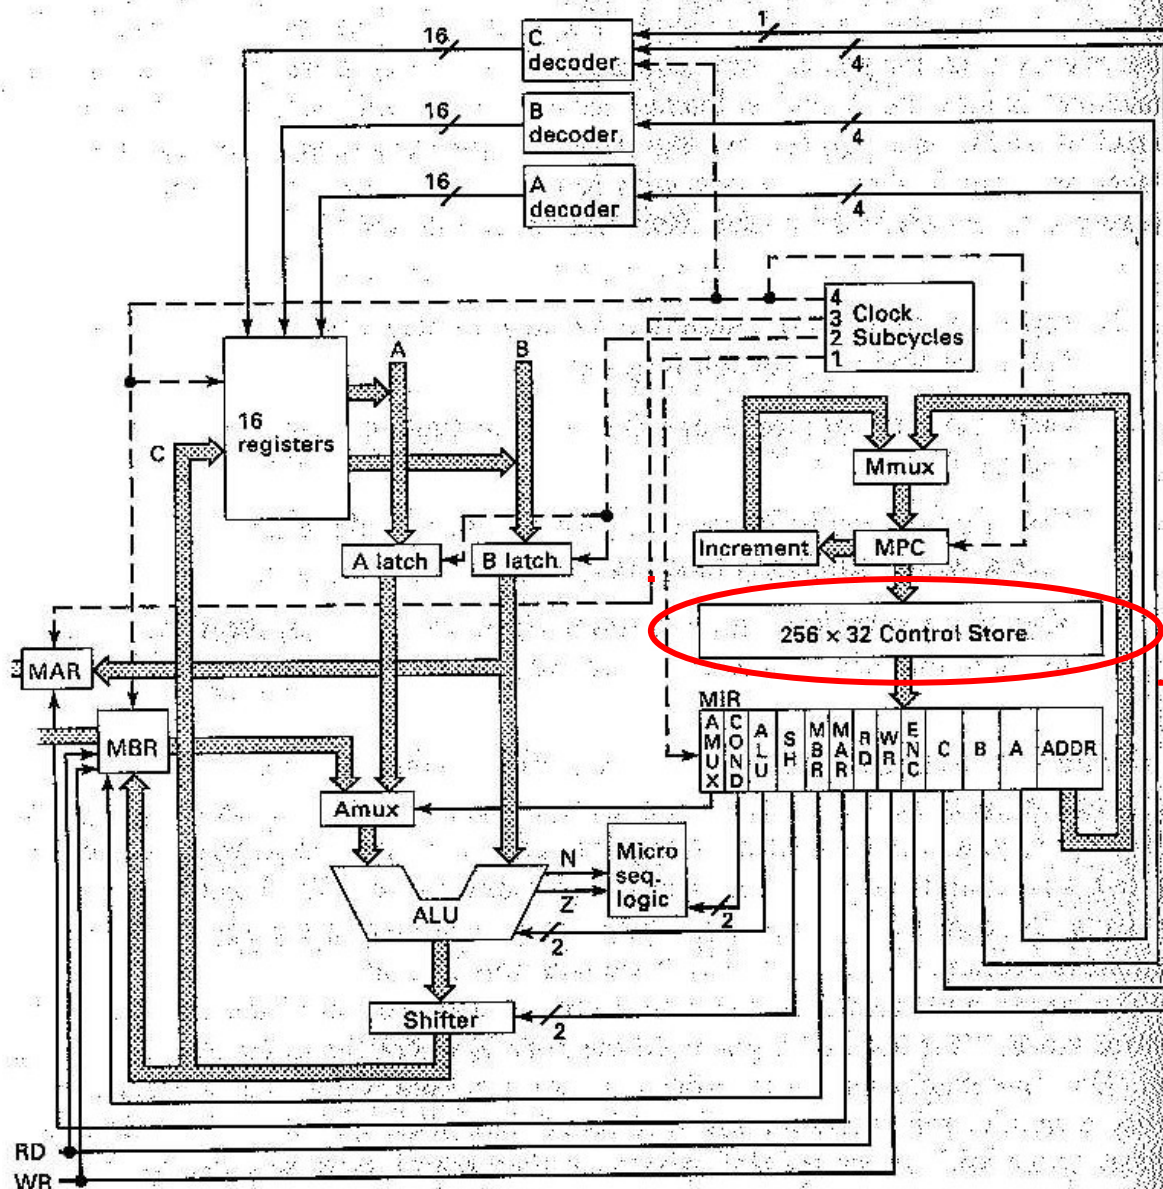 1
16
C
decoder
4
16
B
decoder
4
16
A
decoder
4
4
3
2
1
Clock
Subcycles
A
B
16
registers
C
Mmux
A latch
B latch
Increment
MPC
256 × 32 Control Store
MAR
MIR
AMUX
COND
ALU
SH
MBR
MAR
RD
WR
ENC
C
B
A
ADDR
MBR
Amux
N
Z
Micro
seq.
logic
2
ALU
2
Shifter
2
RD
WR